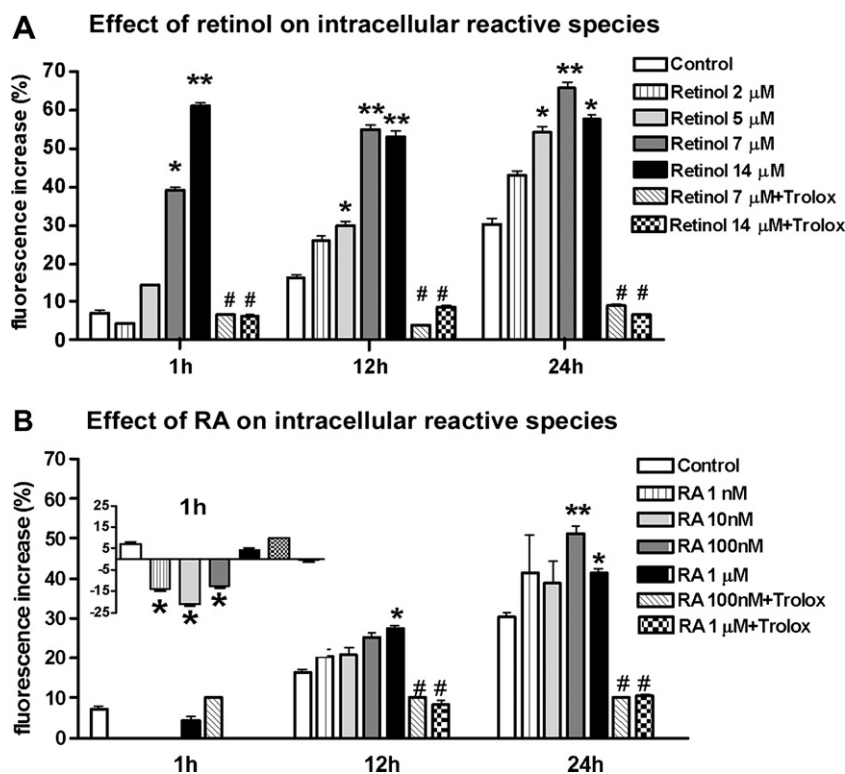 A Effect of retinol on intracellular reactive species
fluorescence increase (%)
70
60
50
40
30
20
10
0
* ** * ** ** * ** *
# # # # # #
1h 12h 24h
Control
Retinol 2 µM
Retinol 5 µM
Retinol 7 µM
Retinol 14 µM
Retinol 7 µM+Trolox
Retinol 14 µM+Trolox
B Effect of RA on intracellular reactive species
fluorescence increase (%)
70
60
50
40
30
20
10
0
1h
25
15
5
-5
-15
-25
* * *
* ** *
# # # #
1h 12h 24h
Control
RA 1 nM
RA 10nM
RA 100nM
RA 1 µM
RA 100nM+Trolox
RA 1 µM+Trolox